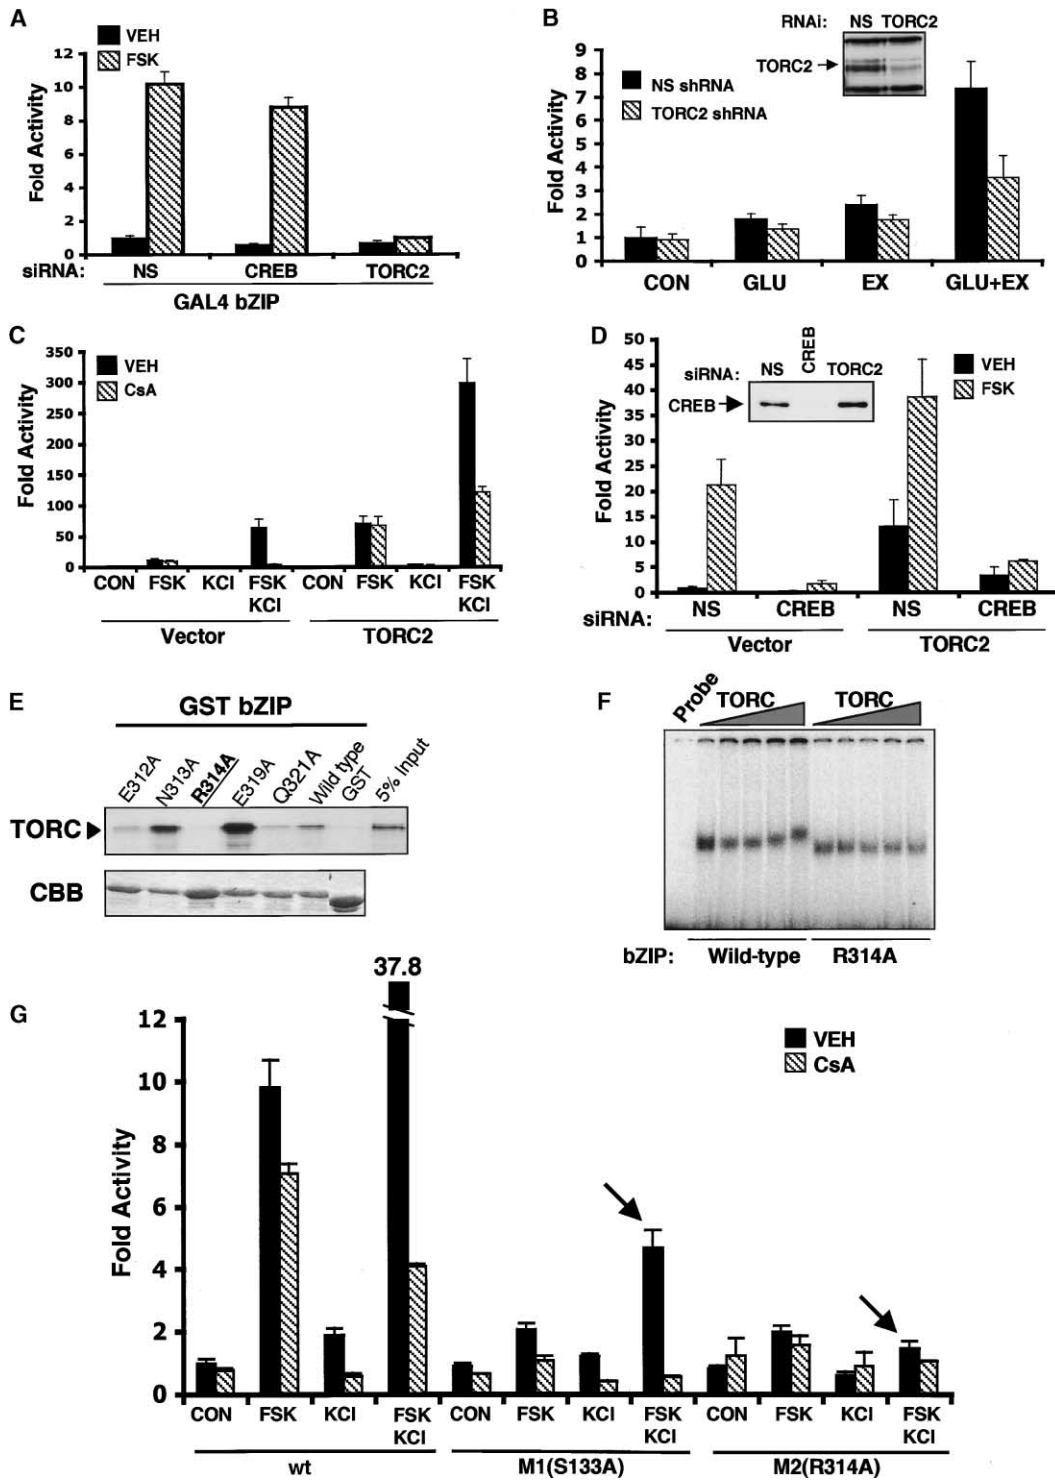 A
VEH
FSK
Fold Activity
12
10
8
6
4
2
0
siRNA:
NS
CREB
TORC2
GAL4 bZIP
B
RNAi: NS TORC2
TORC2
NS shRNA
TORC2 shRNA
Fold Activity
9
8
7
6
5
4
3
2
1
0
CON
GLU
EX
GLU+EX
C
VEH
CsA
Fold Activity
350
300
250
200
150
100
50
0
CON
FSK
KCl
FSK
KCl
CON
FSK
KCl
FSK
KCl
Vector
TORC2
D
siRNA:
NS
CREB
TORC2
CREB
VEH
FSK
Fold Activity
50
45
40
35
30
25
20
15
10
5
0
siRNA:
NS
CREB
NS
CREB
Vector
TORC2
E
GST bZIP
E312A
N313A
R314A
E319A
Q321A
Wild type
GST
5% Input
TORC
CBB
F
Probe
TORC
TORC
bZIP:
Wild-type
R314A
G
37.8
VEH
CsA
Fold Activity
12
10
8
6
4
2
0
CON
FSK
KCl
FSK
KCl
CON
FSK
KCl
FSK
KCl
CON
FSK
KCl
FSK
KCl
wt
M1(S133A)
M2(R314A)